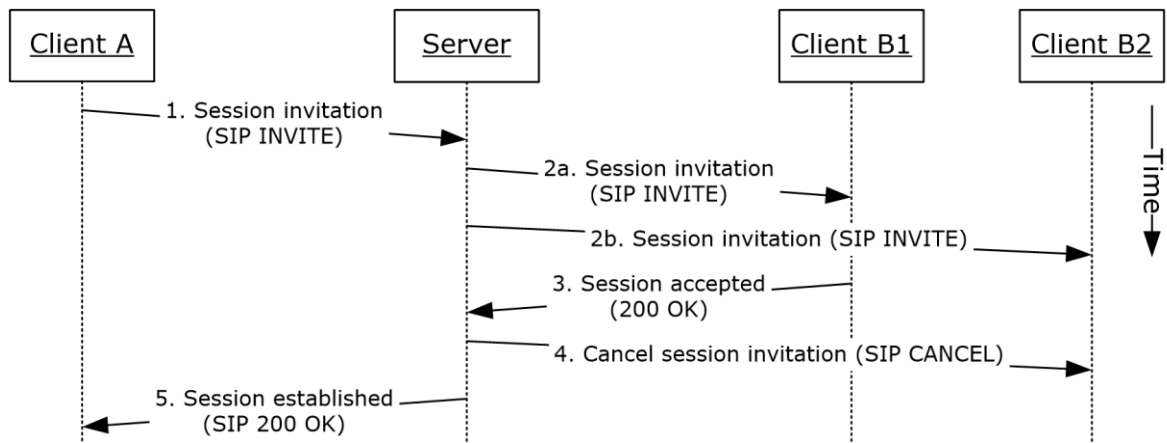 Client A
Server
Client B1
Client B2
1. Session invitation
(SIP INVITE)
2a. Session invitation
(SIP INVITE)
Time
2b. Session invitation (SIP INVITE)
3. Session accepted
(200 OK)
4. Cancel session invitation (SIP CANCEL)
5. Session established
(SIP 200 OK)